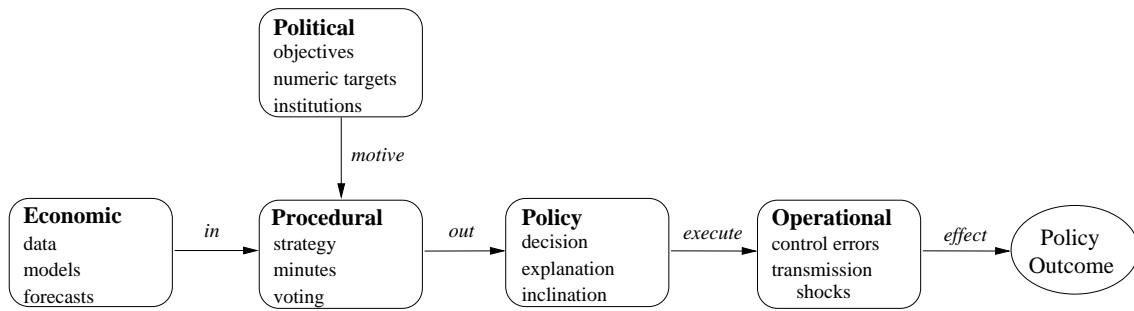 Political
objectives
numeric targets
institutions
motive
Economic
data
models
forecasts
in
Procedural
strategy
minutes
voting
out
Policy
decision
explanation
inclination
execute
Operational
control errors
transmission
shocks
effect
Policy
Outcome